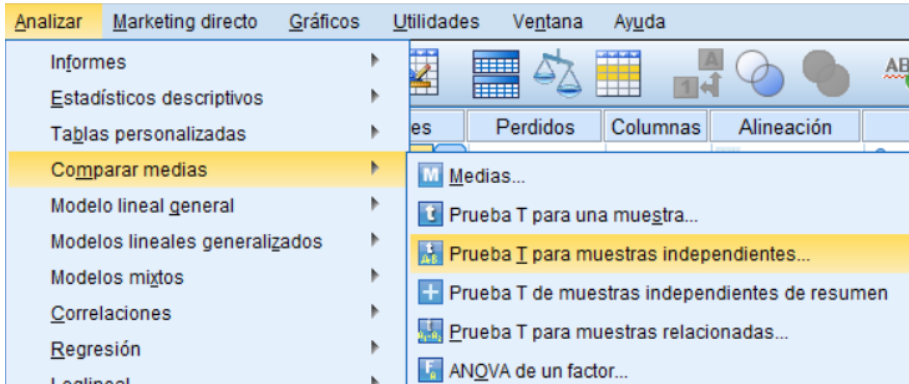 Analizar Marketing directo Gráficos Utilidades Ventana Ayuda
Informes
Estadísticos descriptivos
Tablas personalizadas
es Perdidos Columnas Alineación
Comparar medias
Medias...
Modelo lineal general
Prueba T para una muestra...
Modelos lineales generalizados
Prueba T para muestras independientes...
Modelos mixtos
Prueba T de muestras independientes de resumen
Correlaciones
Prueba T para muestras relacionadas...
Regresión
ANOVA de un factor...
Loglineal